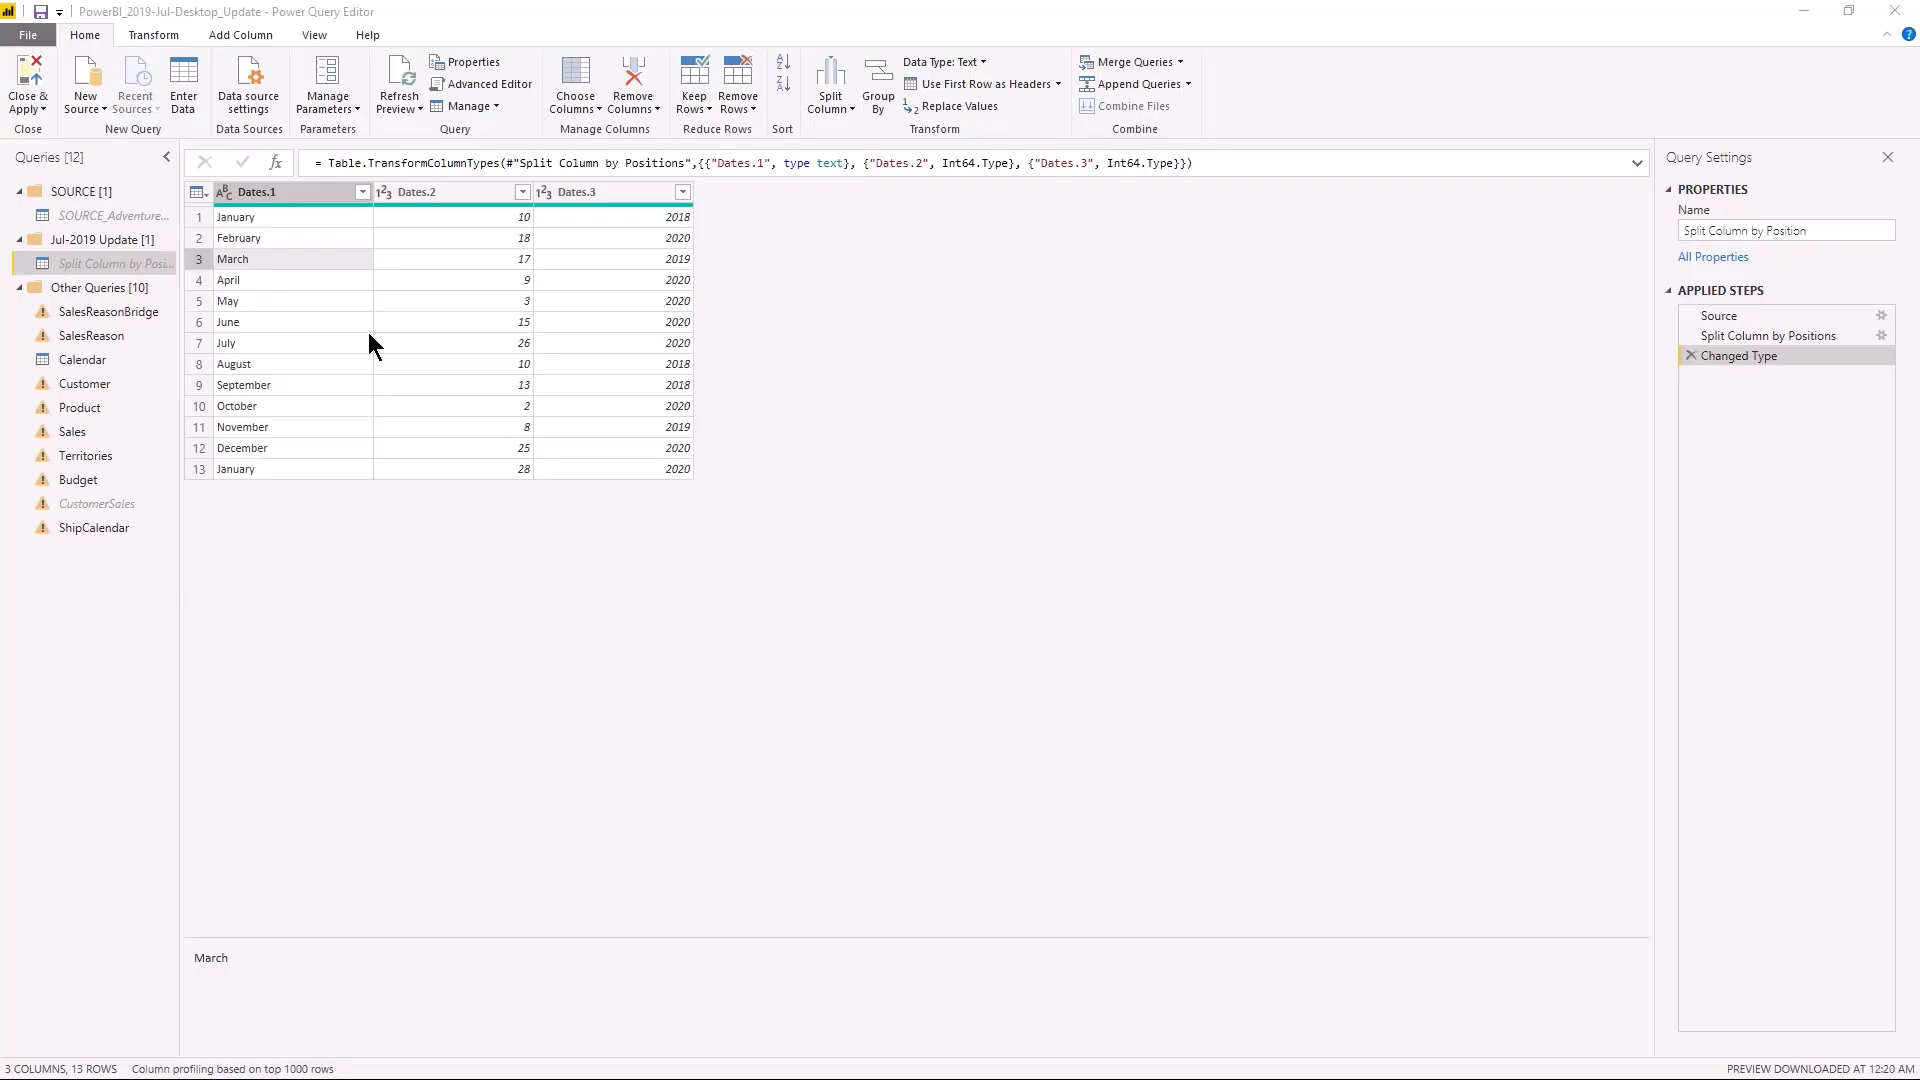 PowerBI_2019-Jul-Desktop_Update - Power Query Editor
File Home Transform Add Column View Help
Close & Apply
Close
New Source
Recent Sources
Enter Data
New Query
Data source settings
Data Sources
Manage Parameters
Parameters
Refresh Preview
Properties
Advanced Editor
Manage
Query
Choose Columns
Remove Columns
Manage Columns
Keep Rows
Remove Rows
Reduce Rows
Sort
Split Column
Group By
Data Type: Text
Use First Row as Headers
Replace Values
Transform
Merge Queries
Append Queries
Combine Files
Combine
Queries [12]
SOURCE [1]
SOURCE_Adventure...
Jul-2019 Update [1]
Split Column by Posi...
Other Queries [10]
SalesReasonBridge
SalesReason
Calendar
Customer
Product
Sales
Territories
Budget
CustomerSales
ShipCalendar
fx = Table.TransformColumnTypes(#"Split Column by Positions",{{"Dates.1", type text}, {"Dates.2", Int64.Type}, {"Dates.3", Int64.Type}})
ABC Dates.1 123 Dates.2 123 Dates.3
1 January 10 2018
2 February 18 2020
3 March 17 2019
4 April 9 2020
5 May 3 2020
6 June 15 2020
7 July 26 2020
8 August 10 2018
9 September 13 2018
10 October 2 2020
11 November 8 2019
12 December 25 2020
13 January 28 2020
March
Query Settings
PROPERTIES
Name
Split Column by Position
All Properties
APPLIED STEPS
Source
Split Column by Positions
Changed Type
3 COLUMNS, 13 ROWS Column profiling based on top 1000 rows
PREVIEW DOWNLOADED AT 12:20 AM